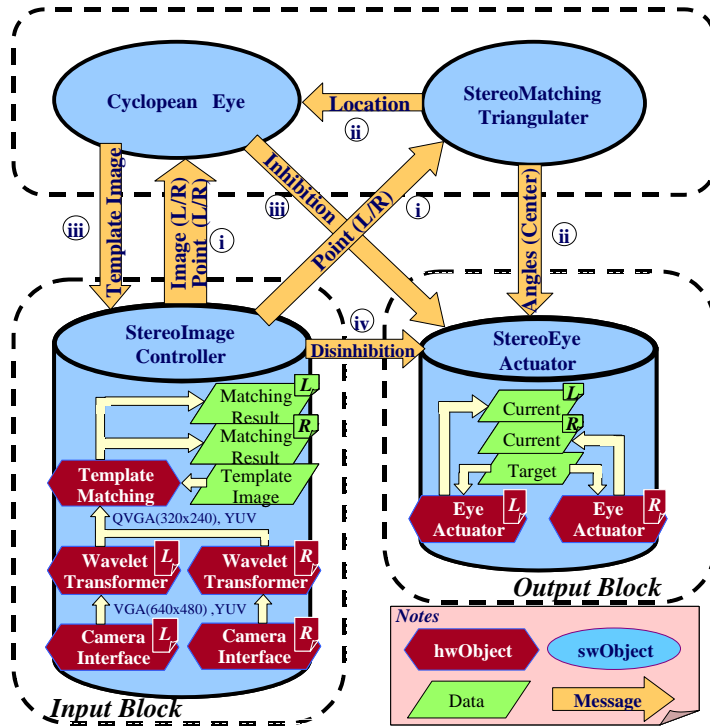 Cyclopean Eye
StereoMatching
Triangulater
Location
ii
Template Image
iii
Image (L/R)
Point (L/R)
i
Inhibition
iii
Point (L/R)
i
Angles (Center)
ii
StereoImage
Controller
iv
Disinhibition
StereoEye
Actuator
Matching
Result
L
Matching
Result
R
Template
Image
Template
Matching
QVGA(320x240), YUV
Wavelet
Transformer
L
Wavelet
Transformer
R
VGA(640x480) ,YUV
Camera
Interface
L
Camera
Interface
R
Input Block
Current
L
Current
R
Target
Eye
Actuator
L
Eye
Actuator
R
Output Block
Notes
hwObject
swObject
Data
Message